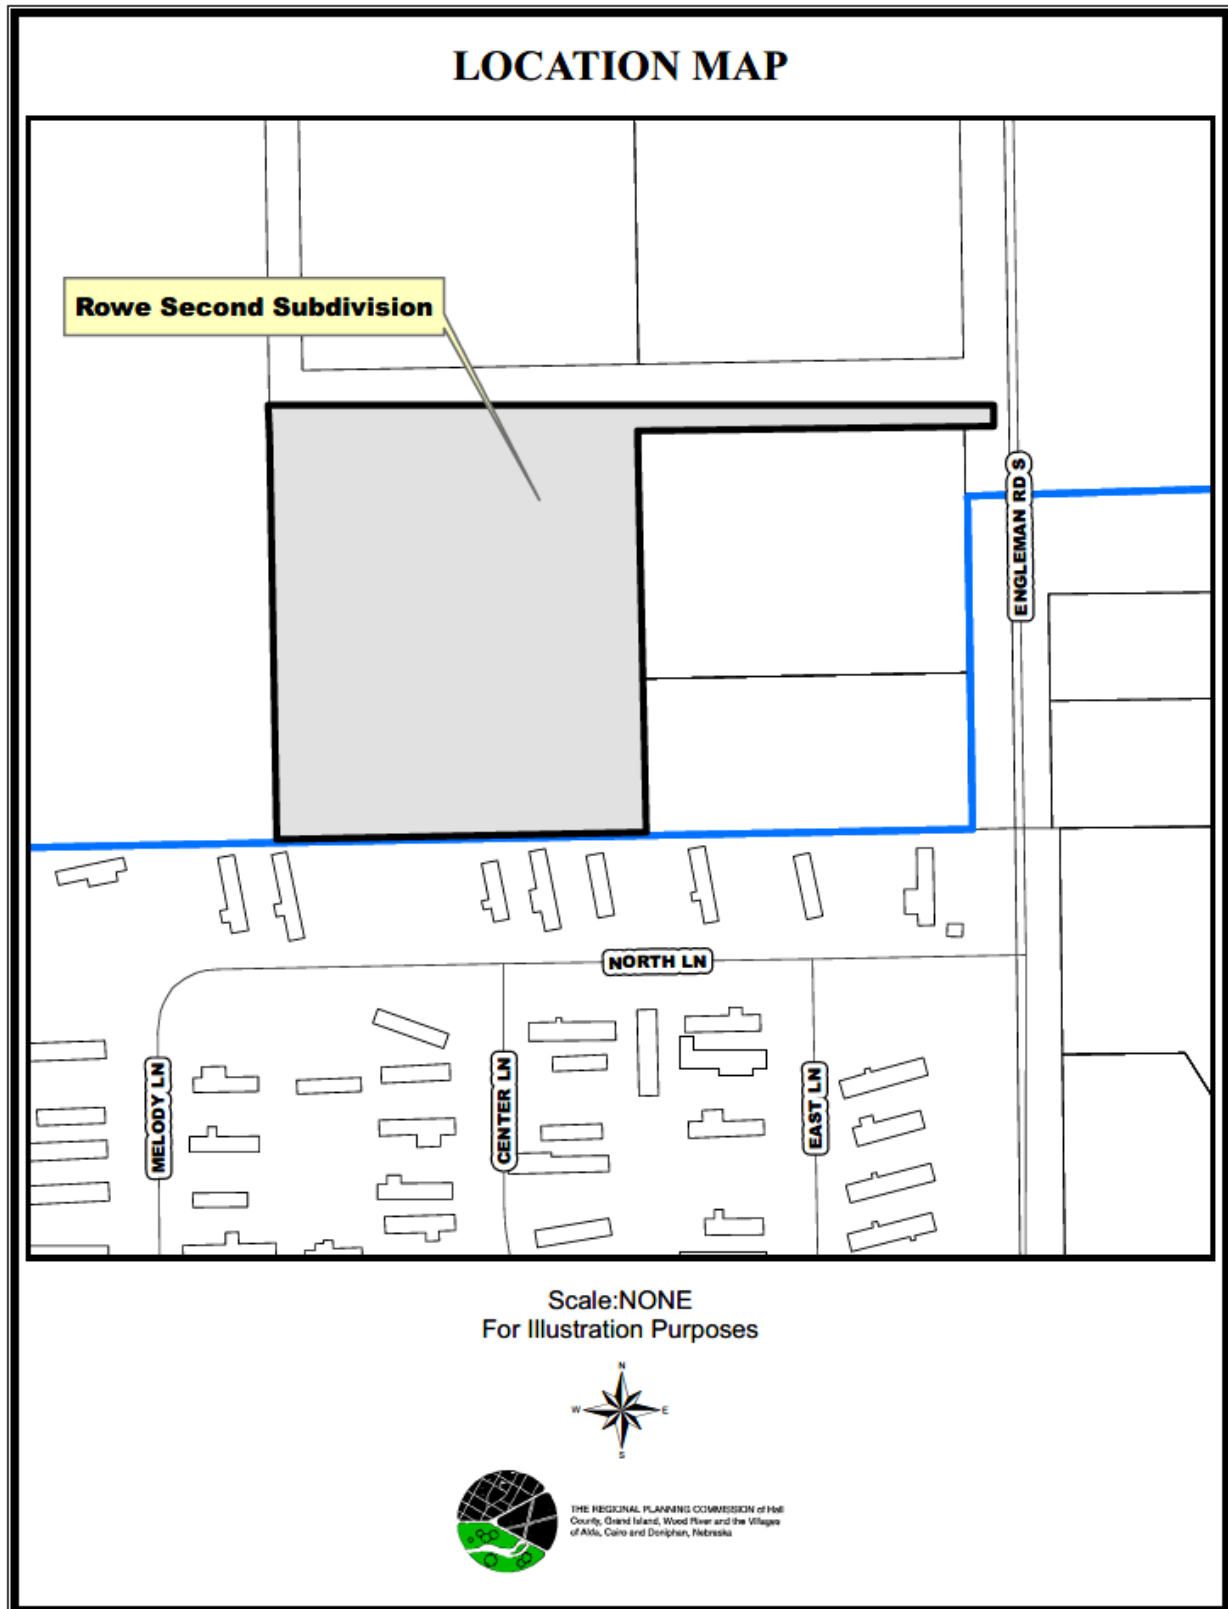 LOCATION MAP
Rowe Second Subdivision
ENGLEMAN RD S
NORTH LN
MELODY LN
CENTER LN
EAST LN
Scale:NONE
For Illustration Purposes
N
W
E
S
THE REGIONAL PLANNING COMMISSION of Hall
County, Grand Island, Wood River and the Villages
of Alda, Cairo and Doniphan, Nebraska